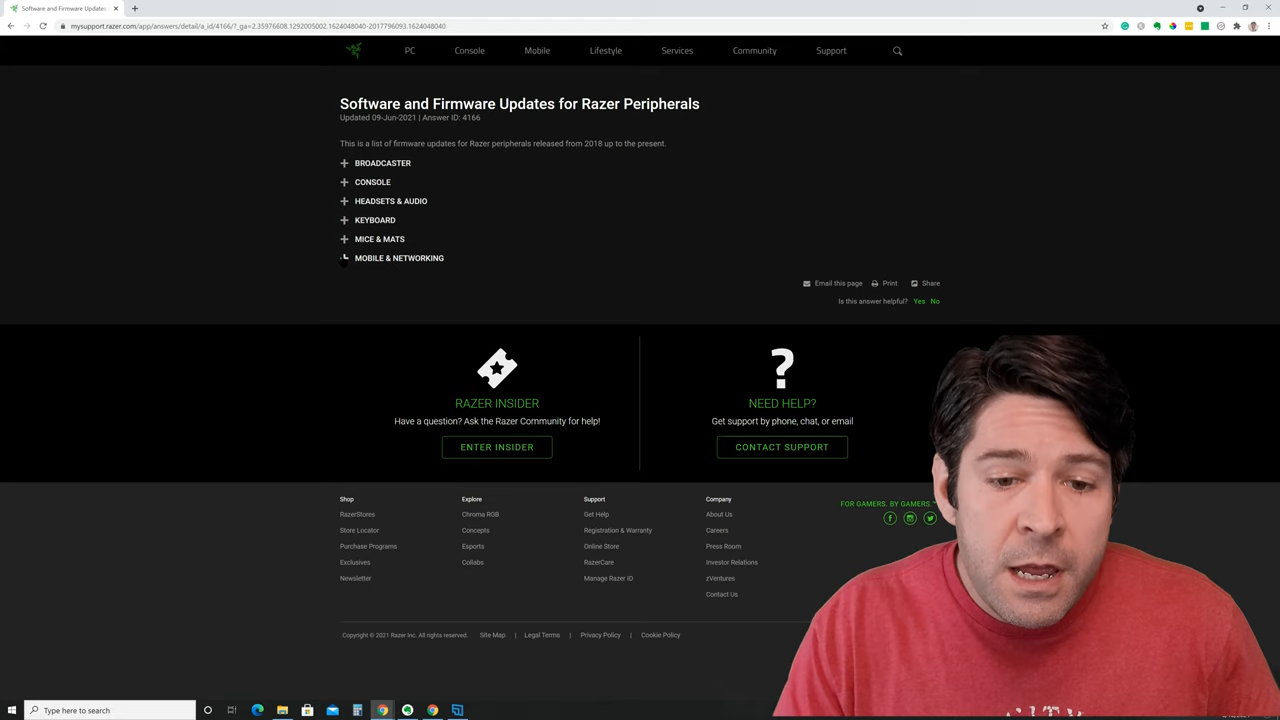 Software and Firmware Updates
mysupport.razer.com/app/answers/detail/a_id/4166/?_ga=2.35976608.1292005002.1624048040-2017796093.1624048040
PC Console Mobile Lifestyle Services Community Support
Software and Firmware Updates for Razer Peripherals
Updated 09-Jun-2021 | Answer ID: 4166
This is a list of firmware updates for Razer peripherals released from 2018 up to the present.
BROADCASTER
CONSOLE
HEADSETS & AUDIO
KEYBOARD
MICE & MATS
MOBILE & NETWORKING
Email this page Print Share
Is this answer helpful? Yes No
RAZER INSIDER
Have a question? Ask the Razer Community for help!
ENTER INSIDER
NEED HELP?
Get support by phone, chat, or email
CONTACT SUPPORT
Shop Explore Support Company
FOR GAMERS. BY GAMERS.™
RazerStores Chroma RGB Get Help About Us
Store Locator Concepts Registration & Warranty Careers
Purchase Programs Esports Online Store Press Room
Exclusives Collabs RazerCare Investor Relations
Newsletter Manage Razer ID zVentures
Contact Us
Copyright © 2021 Razer Inc. All rights reserved. Site Map | Legal Terms | Privacy Policy | Cookie Policy
Type here to search